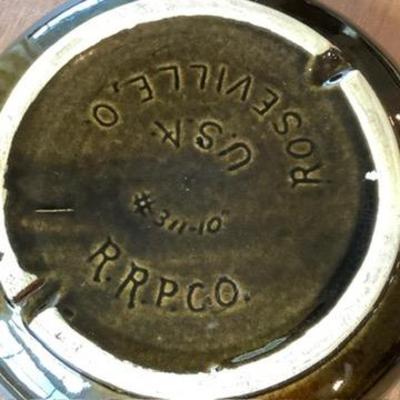 ROSEVILLE, O.
U.S.A.
#311-10"
R.R.P.CO.